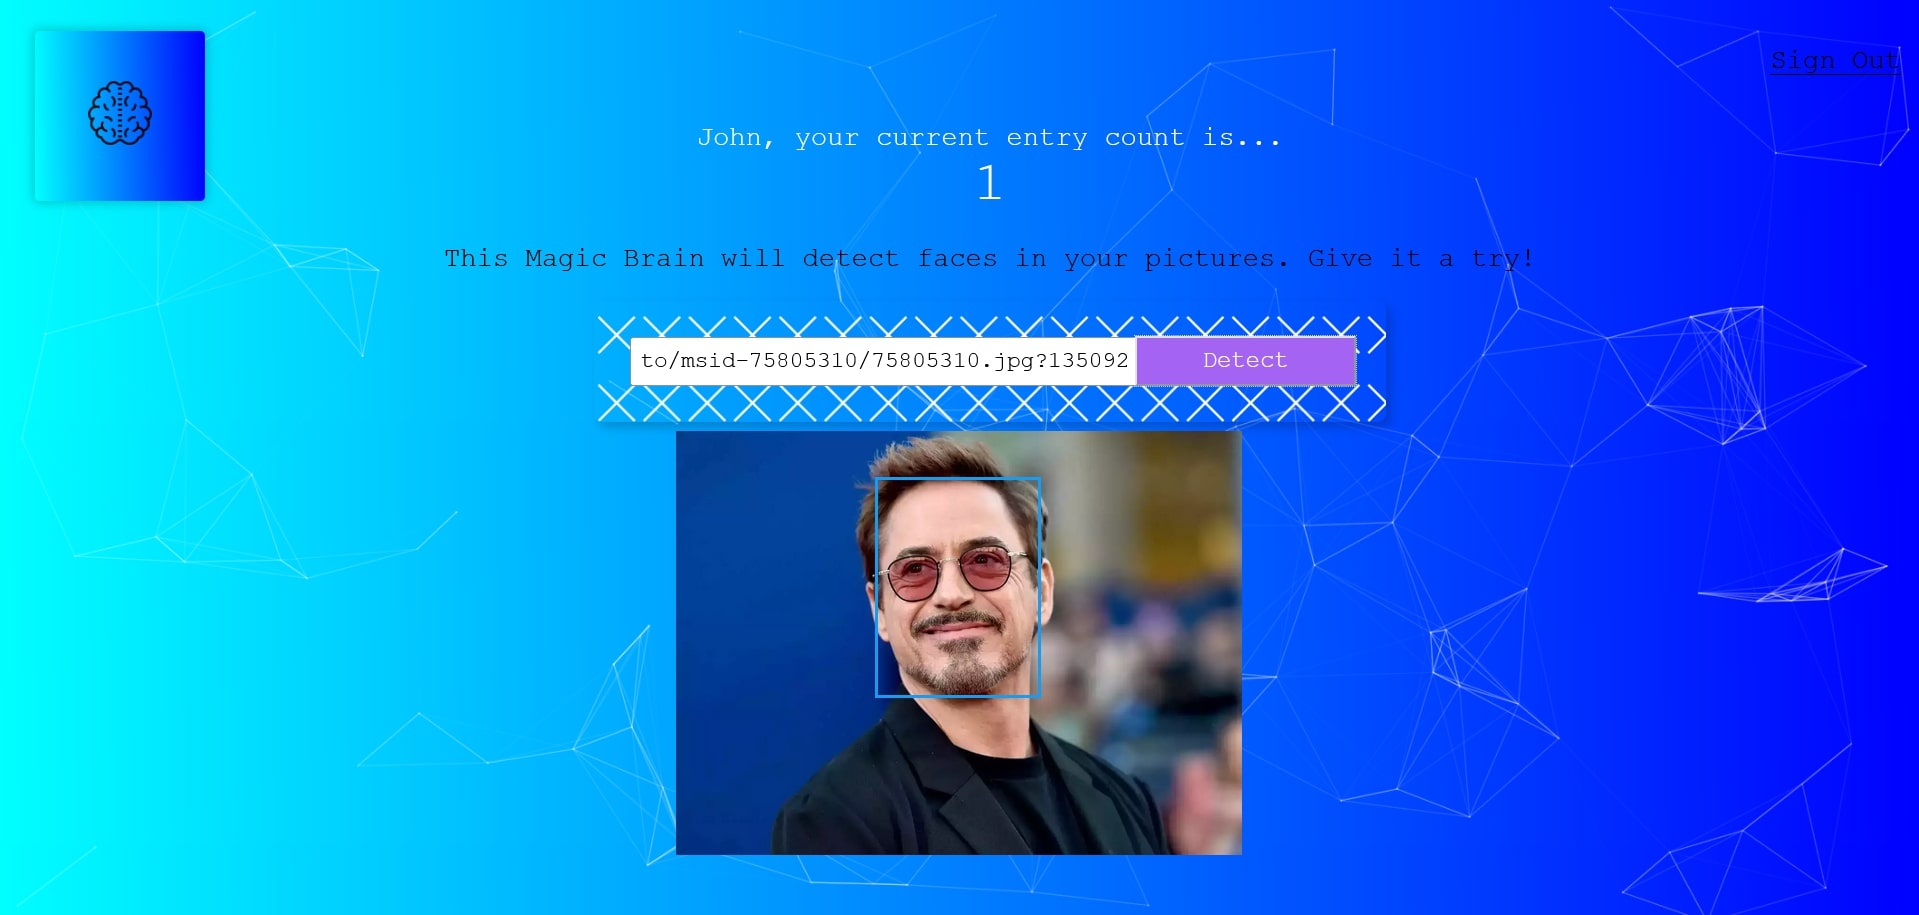 Sign Out
John, your current entry count is...
1
This Magic Brain will detect faces in your pictures. Give it a try!
to/msid-75805310/75805310.jpg?135092
Detect